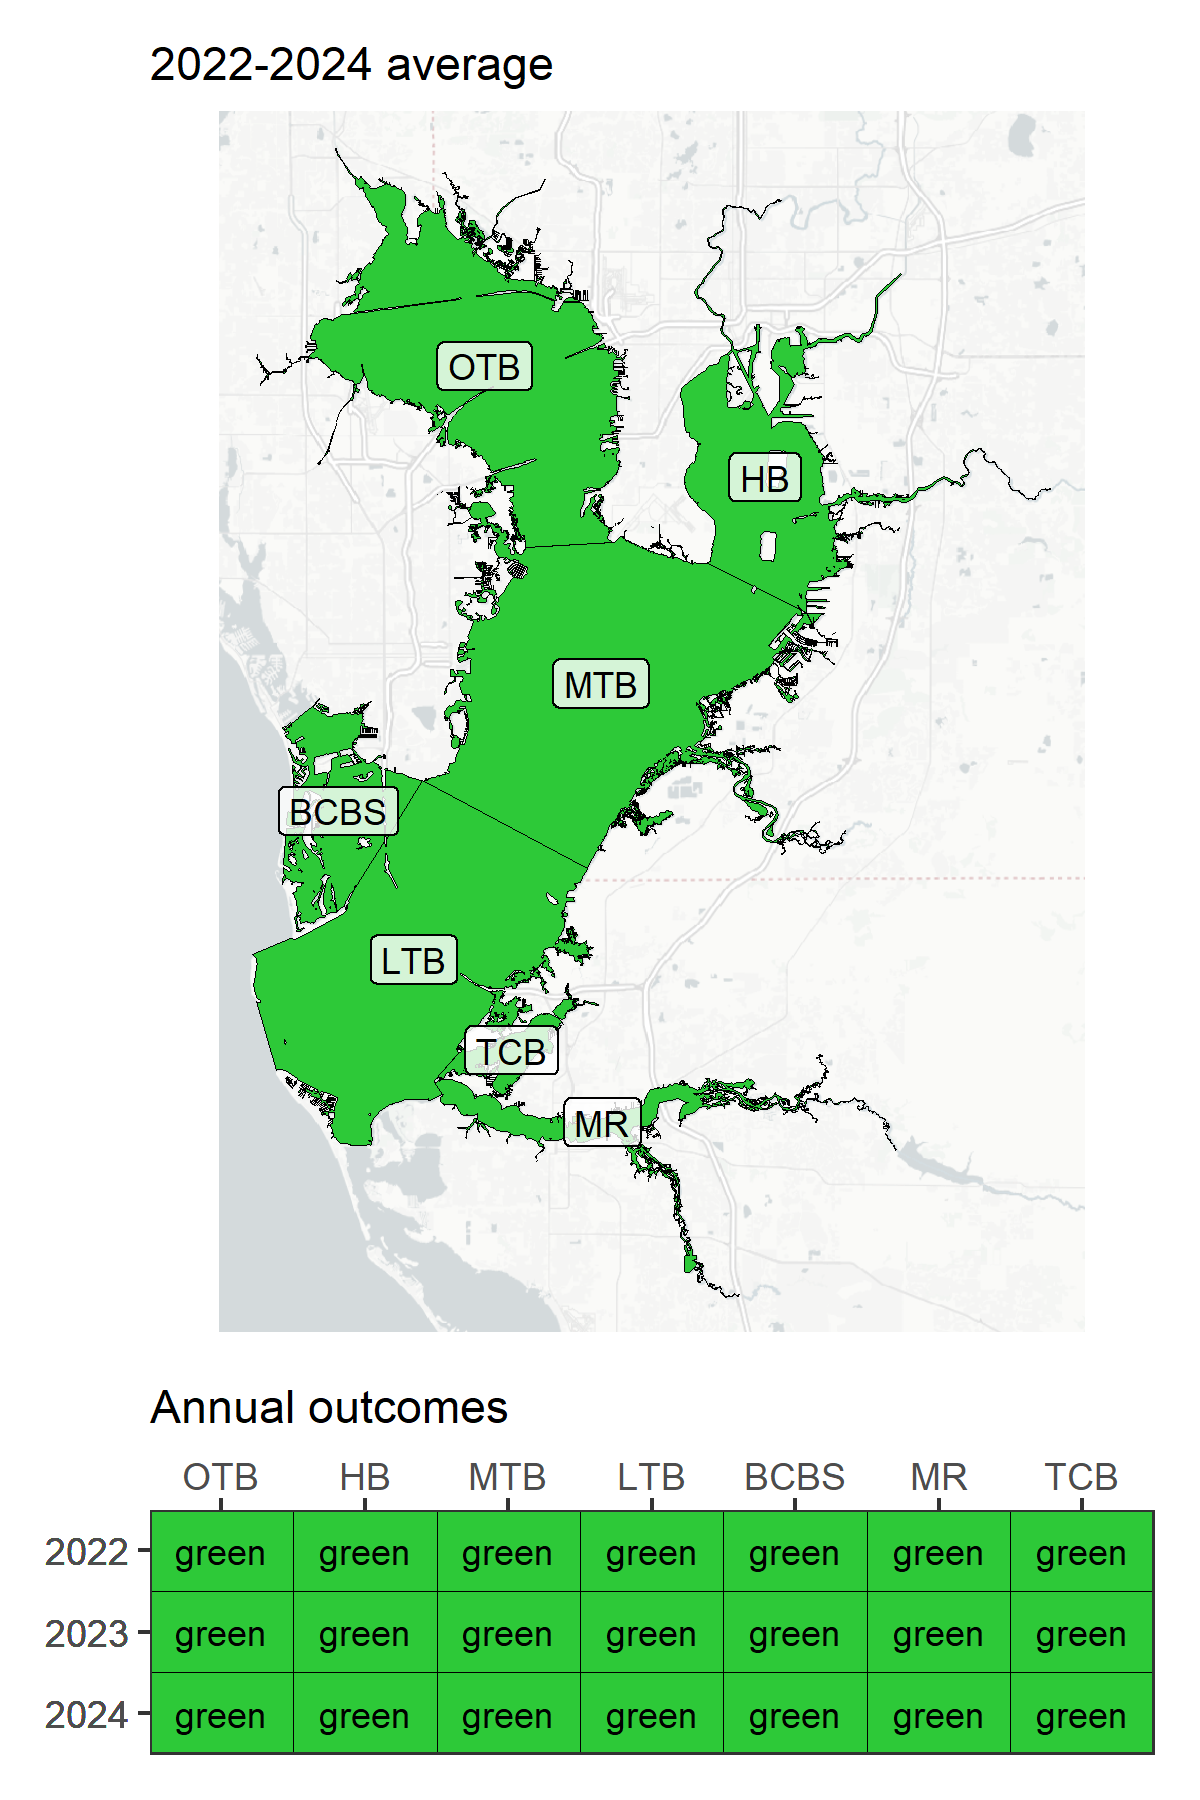 2022-2024 average
OTB
HB
MTB
BCBS
LTB
TCB
MR
Annual outcomes
OTB HB MTB LTB BCBS MR TCB
2022 green green green green green green green
2023 green green green green green green green
2024 green green green green green green green